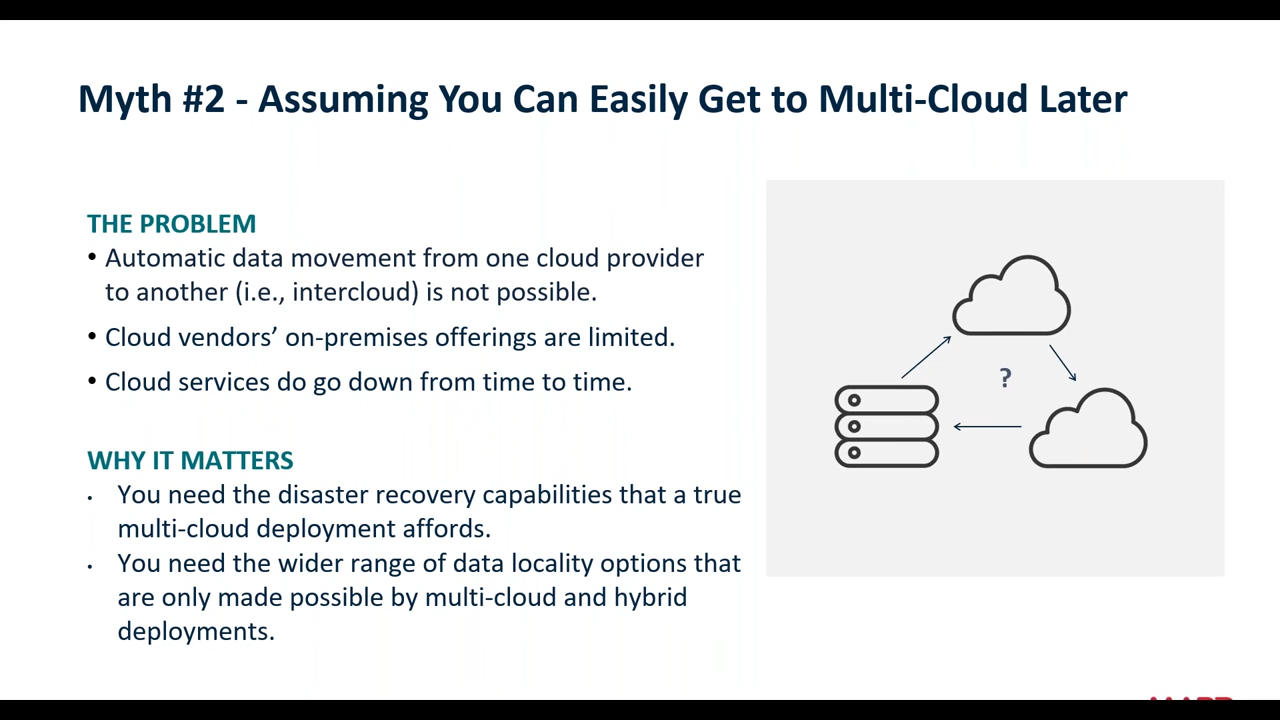 Myth #2 - Assuming You Can Easily Get to Multi-Cloud Later
THE PROBLEM
• Automatic data movement from one cloud provider
to another (i.e., intercloud) is not possible.
• Cloud vendors’ on-premises offerings are limited.
• Cloud services do go down from time to time.
WHY IT MATTERS
• You need the disaster recovery capabilities that a true
multi-cloud deployment affords.
• You need the wider range of data locality options that
are only made possible by multi-cloud and hybrid
deployments.
?